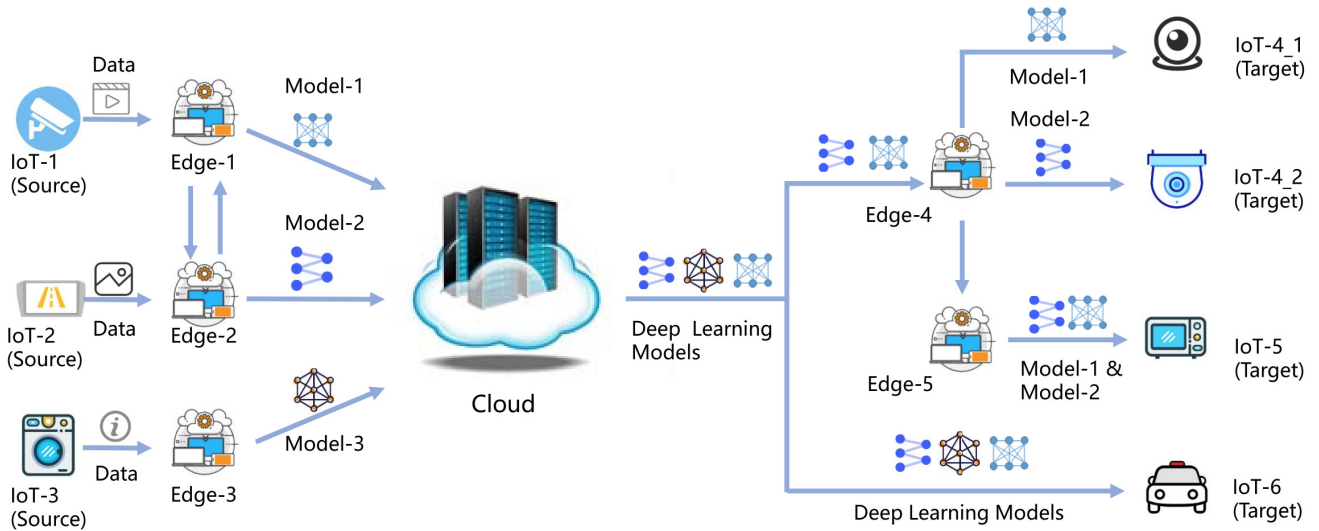 Data
IoT-1
(Source)
Edge-1
Model-1
IoT-2
(Source)
Data
Edge-2
Model-2
IoT-3
(Source)
Data
Edge-3
Model-3
Cloud
Deep Learning
Models
Edge-4
Model-1
IoT-4_1
(Target)
Model-2
IoT-4_2
(Target)
Edge-5
Model-1 &
Model-2
IoT-5
(Target)
Deep Learning Models
IoT-6
(Target)